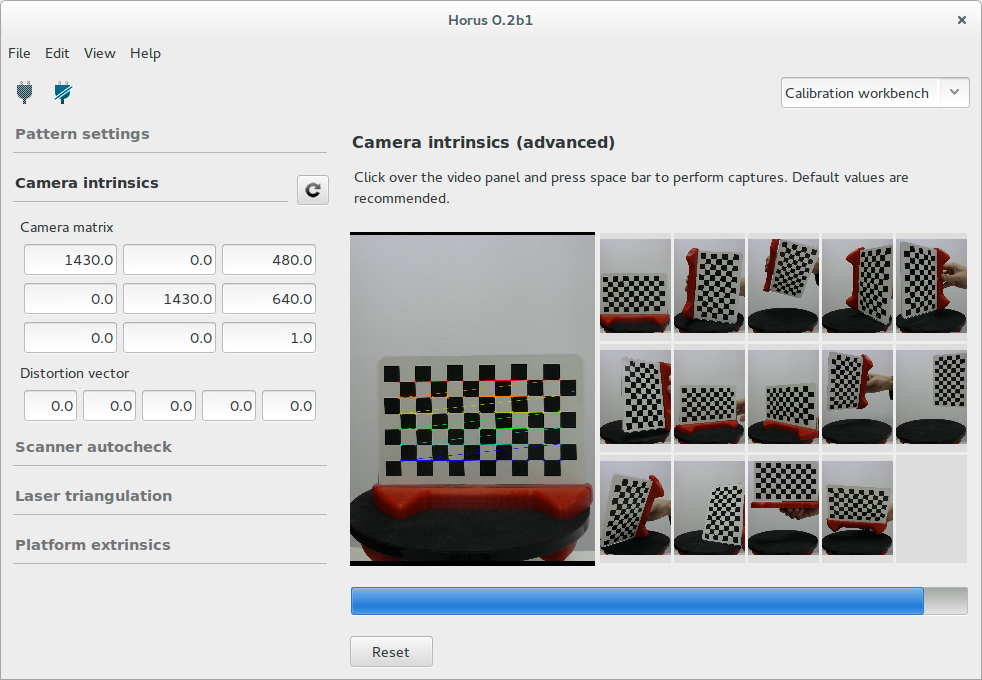 Horus 0.2b1
File Edit View Help
Calibration workbench
Pattern settings
Camera intrinsics
Camera matrix
1430.0 0.0 480.0
0.0 1430.0 640.0
0.0 0.0 1.0
Distortion vector
0.0 0.0 0.0 0.0 0.0
Scanner autocheck
Laser triangulation
Platform extrinsics
Camera intrinsics (advanced)
Click over the video panel and press space bar to perform captures. Default values are
recommended.
Reset